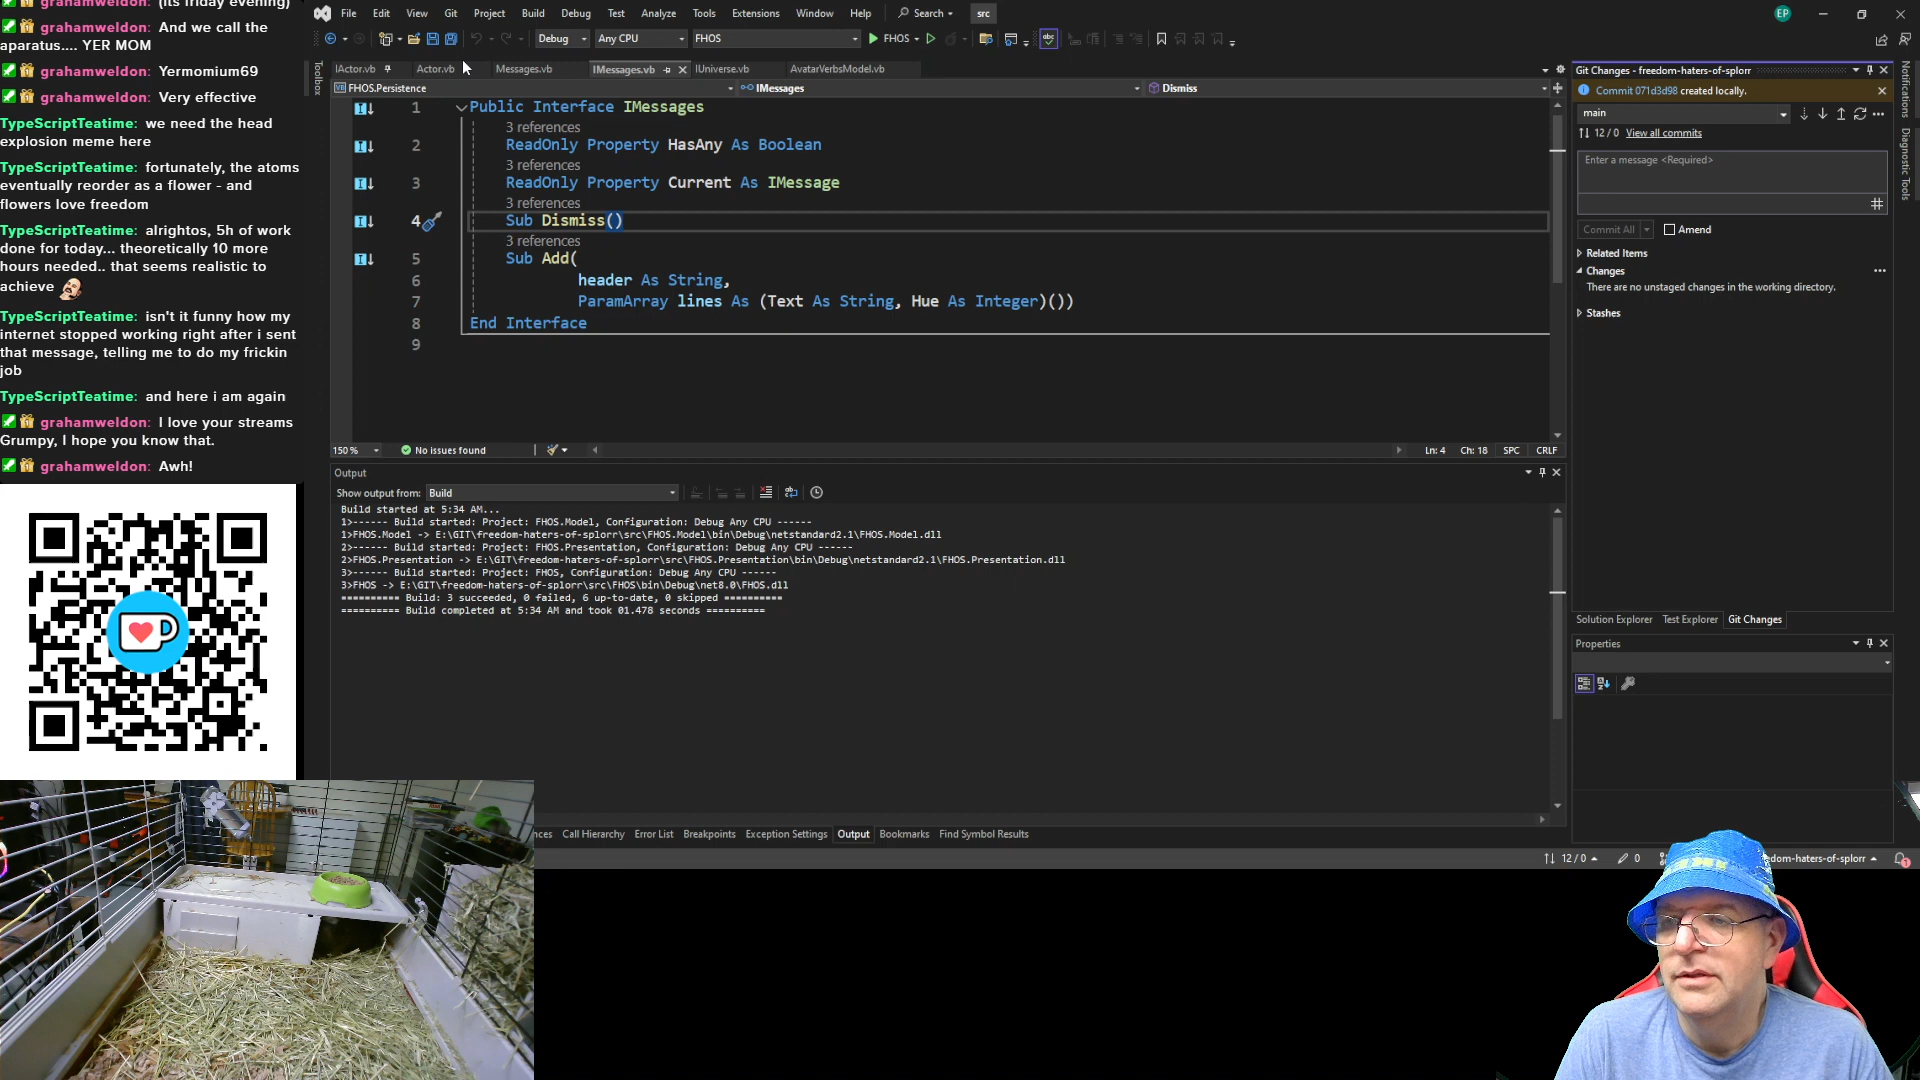 (its friday evening)
grahamweldon: And we call the
aparatus.... YER MOM
grahamweldon: Yermomium69
grahamweldon: Very effective
TypeScriptTeatime: we need the head
explosion meme here
TypeScriptTeatime: fortunately, the atoms
eventually reorder as a flower - and
flowers love freedom
TypeScriptTeatime: alrightos, 5h of work
done for today... theoretically 10 more
hours needed.. that seems realistic to
achieve
TypeScriptTeatime: isn't it funny how my
internet stopped working right after i sent
that message, telling me to do my frickin
job
TypeScriptTeatime: and here i am again
grahamweldon: I love your streams
Grumpy, I hope you know that.
grahamweldon: Awh!
File Edit View Git Project Build Debug Test Analyze Tools Extensions Window Help Search src EP
Debug Any CPU FHOS FHOS
Toolbox
IActor.vb Actor.vb Messages.vb IMessages.vb IUniverse.vb AvatarVerbsModel.vb
FHOS.Persistence IMessages Dismiss
1 Public Interface IMessages
3 references
2 ReadOnly Property HasAny As Boolean
3 references
3 ReadOnly Property Current As IMessage
3 references
4 Sub Dismiss()
3 references
5 Sub Add(
6 header As String,
7 ParamArray lines As (Text As String, Hue As Integer)())
8 End Interface
9
150 % No issues found Ln: 4 Ch: 18 SPC CRLF
Output
Show output from: Build
Build started at 5:34 AM...
1>------ Build started: Project: FHOS.Model, Configuration: Debug Any CPU ------
1>FHOS.Model -> E:\GIT\freedom-haters-of-splorr\src\FHOS.Model\bin\Debug\netstandard2.1\FHOS.Model.dll
2>------ Build started: Project: FHOS.Presentation, Configuration: Debug Any CPU ------
2>FHOS.Presentation -> E:\GIT\freedom-haters-of-splorr\src\FHOS.Presentation\bin\Debug\netstandard2.1\FHOS.Presentation.dll
3>------ Build started: Project: FHOS, Configuration: Debug Any CPU ------
3>FHOS -> E:\GIT\freedom-haters-of-splorr\src\FHOS\bin\Debug\net8.0\FHOS.dll
========== Build: 3 succeeded, 0 failed, 6 up-to-date, 0 skipped ==========
========== Build completed at 5:34 AM and took 01.478 seconds ==========
nces Call Hierarchy Error List Breakpoints Exception Settings Output Bookmarks Find Symbol Results
Git Changes - freedom-haters-of-splorr
Commit 071d3d98 created locally.
main
12 / 0 View all commits
Enter a message <Required>
Commit All Amend
Related Items
Changes
There are no unstaged changes in the working directory.
Stashes
Solution Explorer Test Explorer Git Changes
Properties
Notifications
Diagnostic Tools
12 / 0 0 dom-haters-of-splorr 1